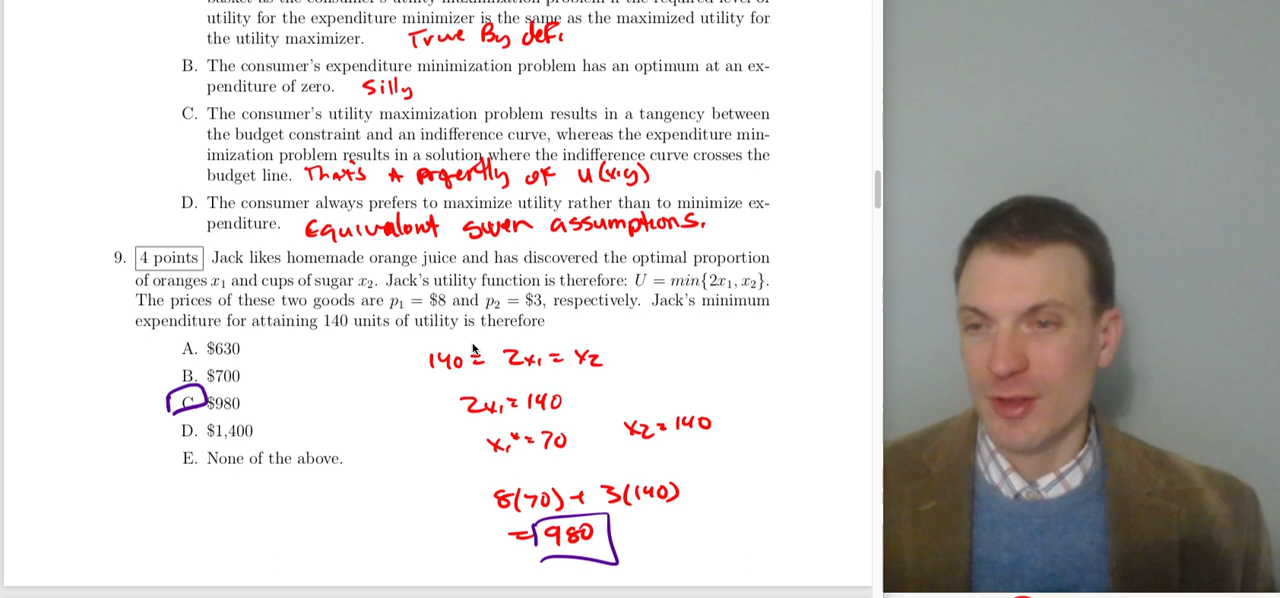 utility for the expenditure minimizer is the same as the maximized utility for
the utility maximizer. True By def.
B. The consumer's expenditure minimization problem has an optimum at an ex-
penditure of zero. Silly
C. The consumer's utility maximization problem results in a tangency between
the budget constraint and an indifference curve, whereas the expenditure min-
imization problem results in a solution where the indifference curve crosses the
budget line. That's A property of u(x,y)
D. The consumer always prefers to maximize utility rather than to minimize ex-
penditure. Equivalent given assumptions.
9. 4 points Jack likes homemade orange juice and has discovered the optimal proportion
of oranges x₁ and cups of sugar x₂. Jack's utility function is therefore: U = min{2x₁, x₂}.
The prices of these two goods are p₁ = $8 and p₂ = $3, respectively. Jack's minimum
expenditure for attaining 140 units of utility is therefore
A. $630
140 = 2x₁ = x₂
B. $700
C. $980
2x₁ = 140
x₂ = 140
D. $1,400
x₁* = 70
E. None of the above.
8(70) + 3(140)
= 980